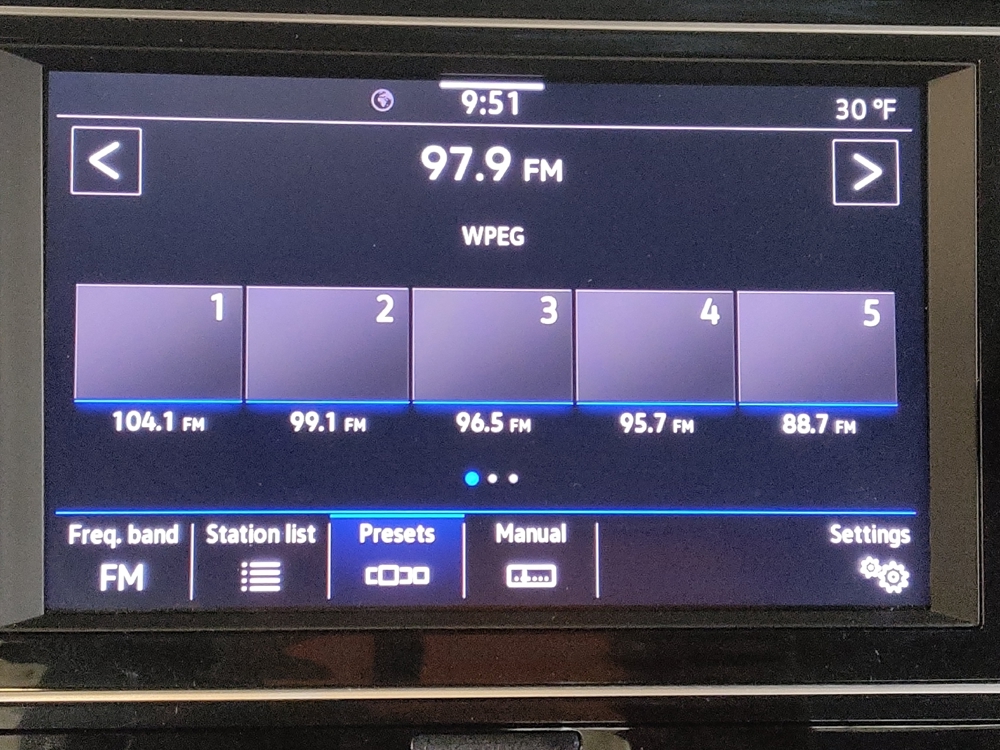 9:51
30 °F
<
97.9 FM
>
WPEG
1 2 3 4 5
104.1 FM 99.1 FM 96.5 FM 95.7 FM 88.7 FM
Freq. band Station list Presets Manual Settings
FM